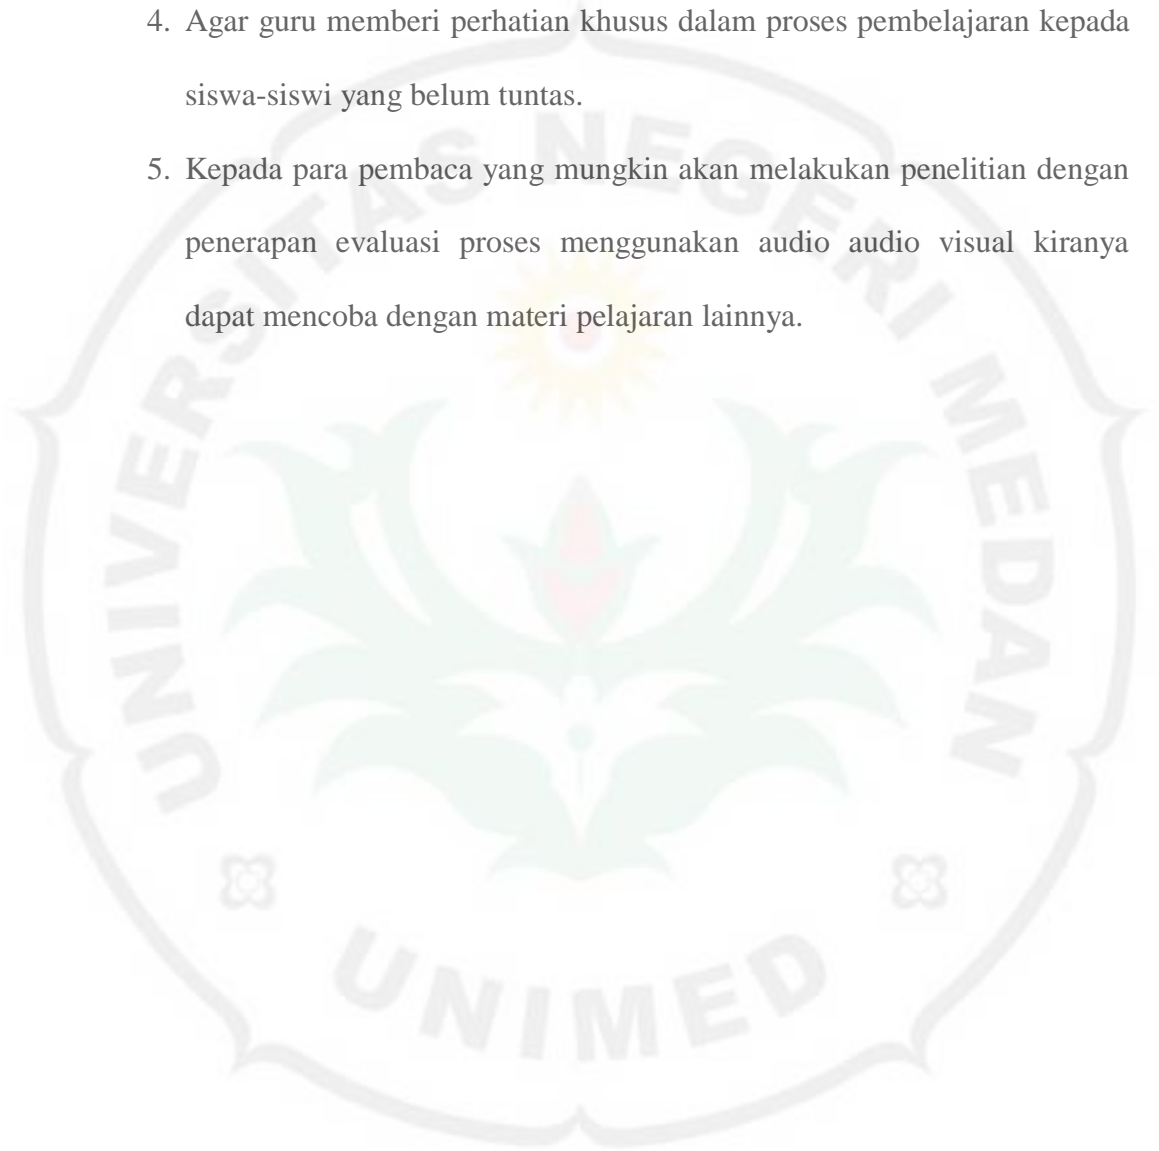 4. Agar guru memberi perhatian khusus dalam proses pembelajaran kepada
siswa-siswi yang belum tuntas.
5. Kepada para pembaca yang mungkin akan melakukan penelitian dengan
penerapan evaluasi proses menggunakan audio audio visual kiranya
dapat mencoba dengan materi pelajaran lainnya.
UNIVERSITAS NEGERI MEDAN
UNIMED